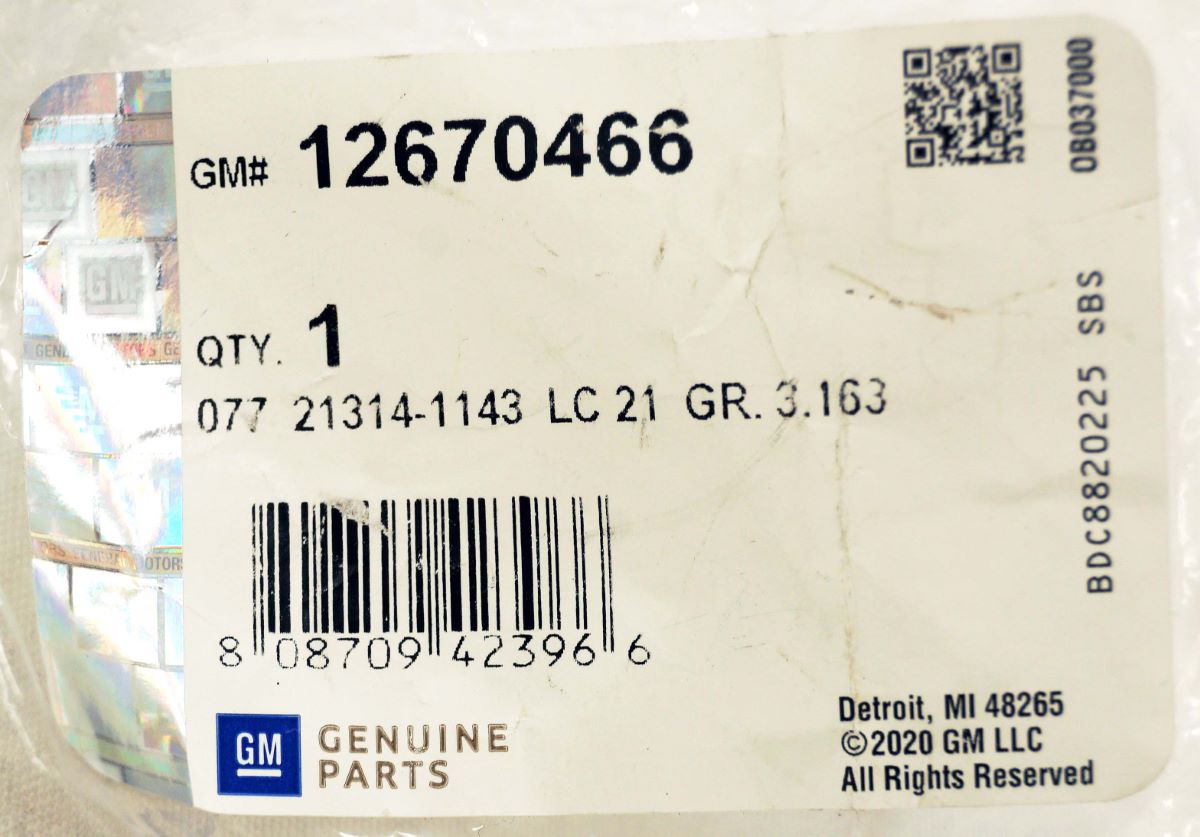 GM# 12670466
QTY. 1
077 21314-1143 LC 21 GR. 3.163
8 08709 42396 6
GM GENUINE
PARTS
Detroit, MI 48265
©2020 GM LLC
All Rights Reserved
0B037000
BDC8820225 SBS
GM